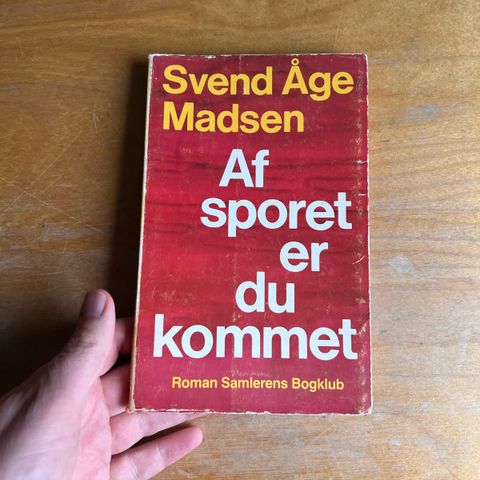 Svend Åge
Madsen
Af
sporet
er
du
kommet
Roman Samlerens Bogklub